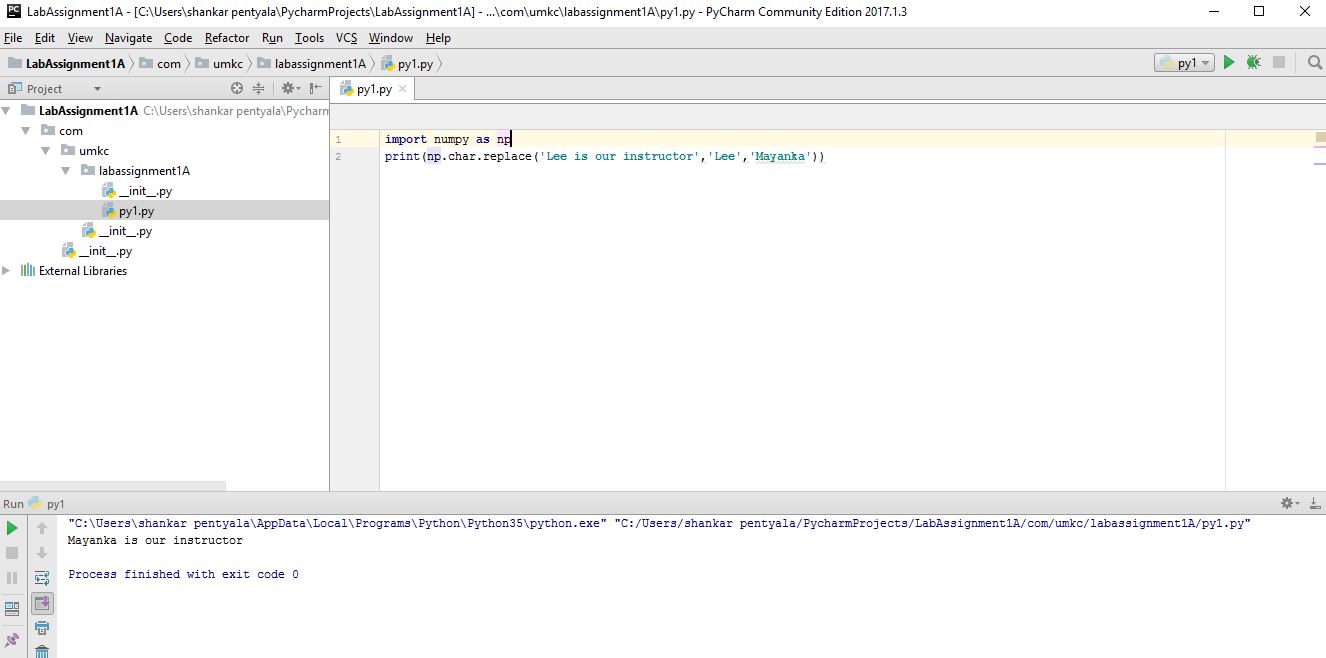 PC LabAssignment1A - [C:\Users\shankar pentyala\PycharmProjects\LabAssignment1A] - ...\com\umkc\labassignment1A\py1.py - PyCharm Community Edition 2017.1.3
File Edit View Navigate Code Refactor Run Tools VCS Window Help
LabAssignment1A com umkc labassignment1A py1.py py1
Project py1.py
LabAssignment1A C:\Users\shankar pentyala\Pycharm
com
umkc
labassignment1A
__init__.py
py1.py
__init__.py
__init__.py
External Libraries
1 import numpy as np
2 print(np.char.replace('Lee is our instructor','Lee','Mayanka'))
Run py1
"C:\Users\shankar pentyala\AppData\Local\Programs\Python\Python35\python.exe" "C:/Users/shankar pentyala/PycharmProjects/LabAssignment1A/com/umkc/labassignment1A/py1.py"
Mayanka is our instructor
Process finished with exit code 0